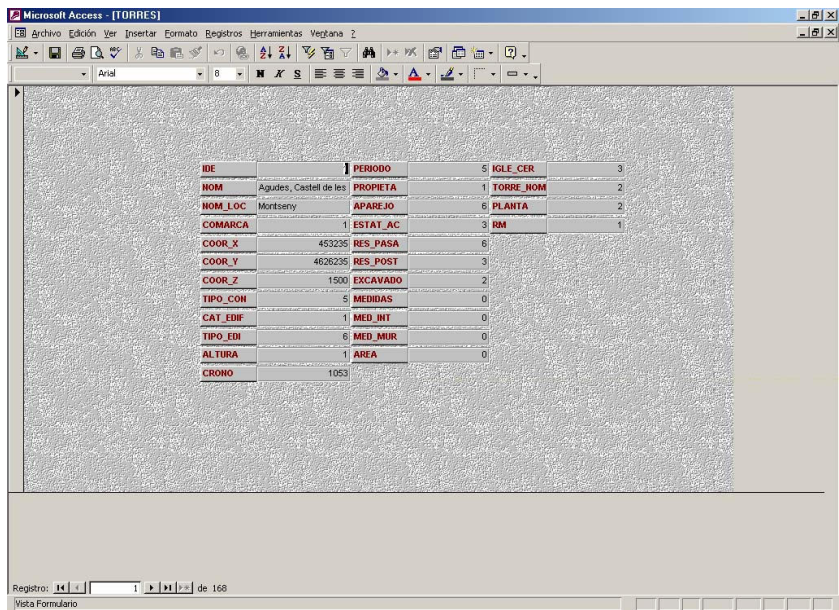 Microsoft Access - [TORRES]
Archivo Edición Ver Insertar Formato Registros Herramientas Ventana ?
Arial 8 N K S A
IDE PERIODO 5 IGLE_CER 3
NOM Agudes, Castell de les PROPIETA 1 TORRE_NOM 2
NOM_LOC Montseny APAREJO 6 PLANTA 2
COMARCA 1 ESTAT_AC 3 RM 1
COOR_X 453235 RES_PASA 6
COOR_Y 4626235 RES_POST 3
COOR_Z 1500 EXCAVADO 2
TIPO_CON 5 MEDIDAS 0
CAT_EDIF 1 MED_INT 0
TIPO_EDI 6 MED_MUR 0
ALTURA 1 AREA 0
CRONO 1053
Registro: 1 de 168
Vista Formulario